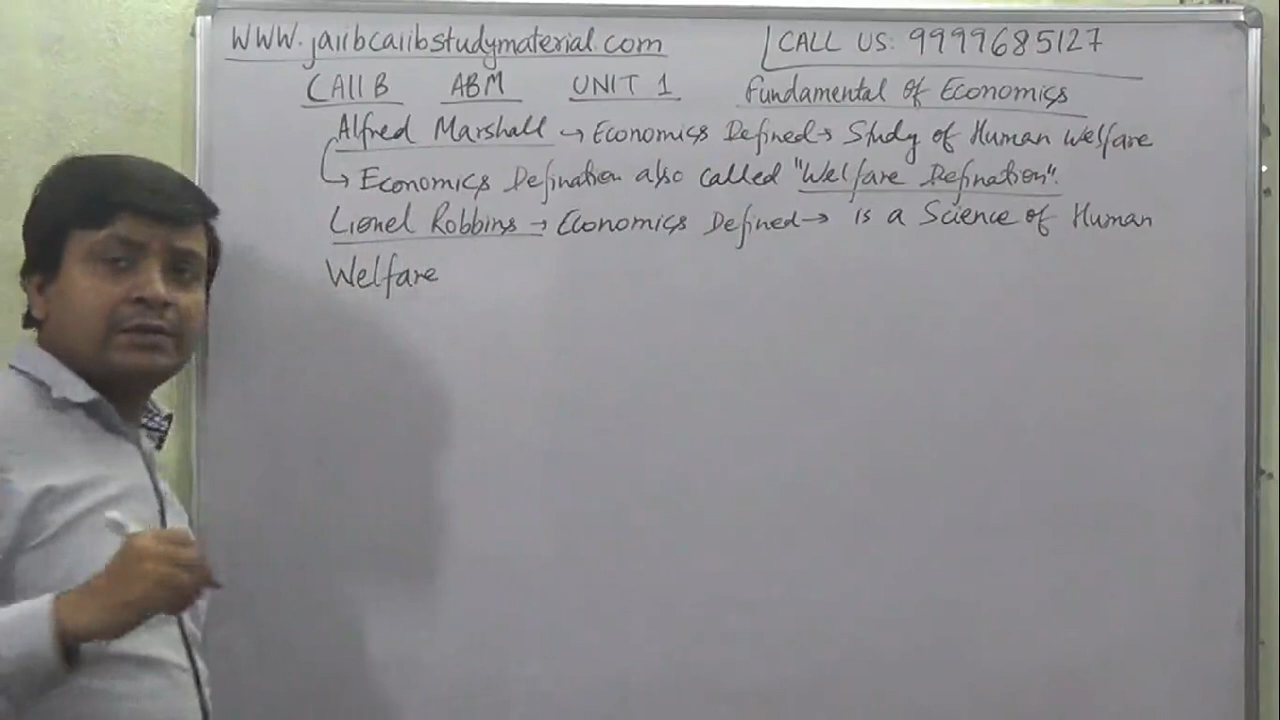 WWW.jaiibcaiibstudymaterial.com
CALL US: 9999685127
CAIIB ABM UNIT 1 Fundamental of Economics
Alfred Marshall → Economics Defined → Study of Human Welfare
→ Economics Defination also called "Welfare Defination".
Lionel Robbins → Economics Defined → is a Science of Human
Welfare